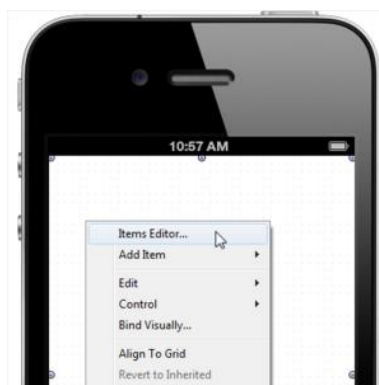 10:57 AM
Items Editor...
Add Item
Edit
Control
Bind Visually...
Align To Grid
Revert to Inherited